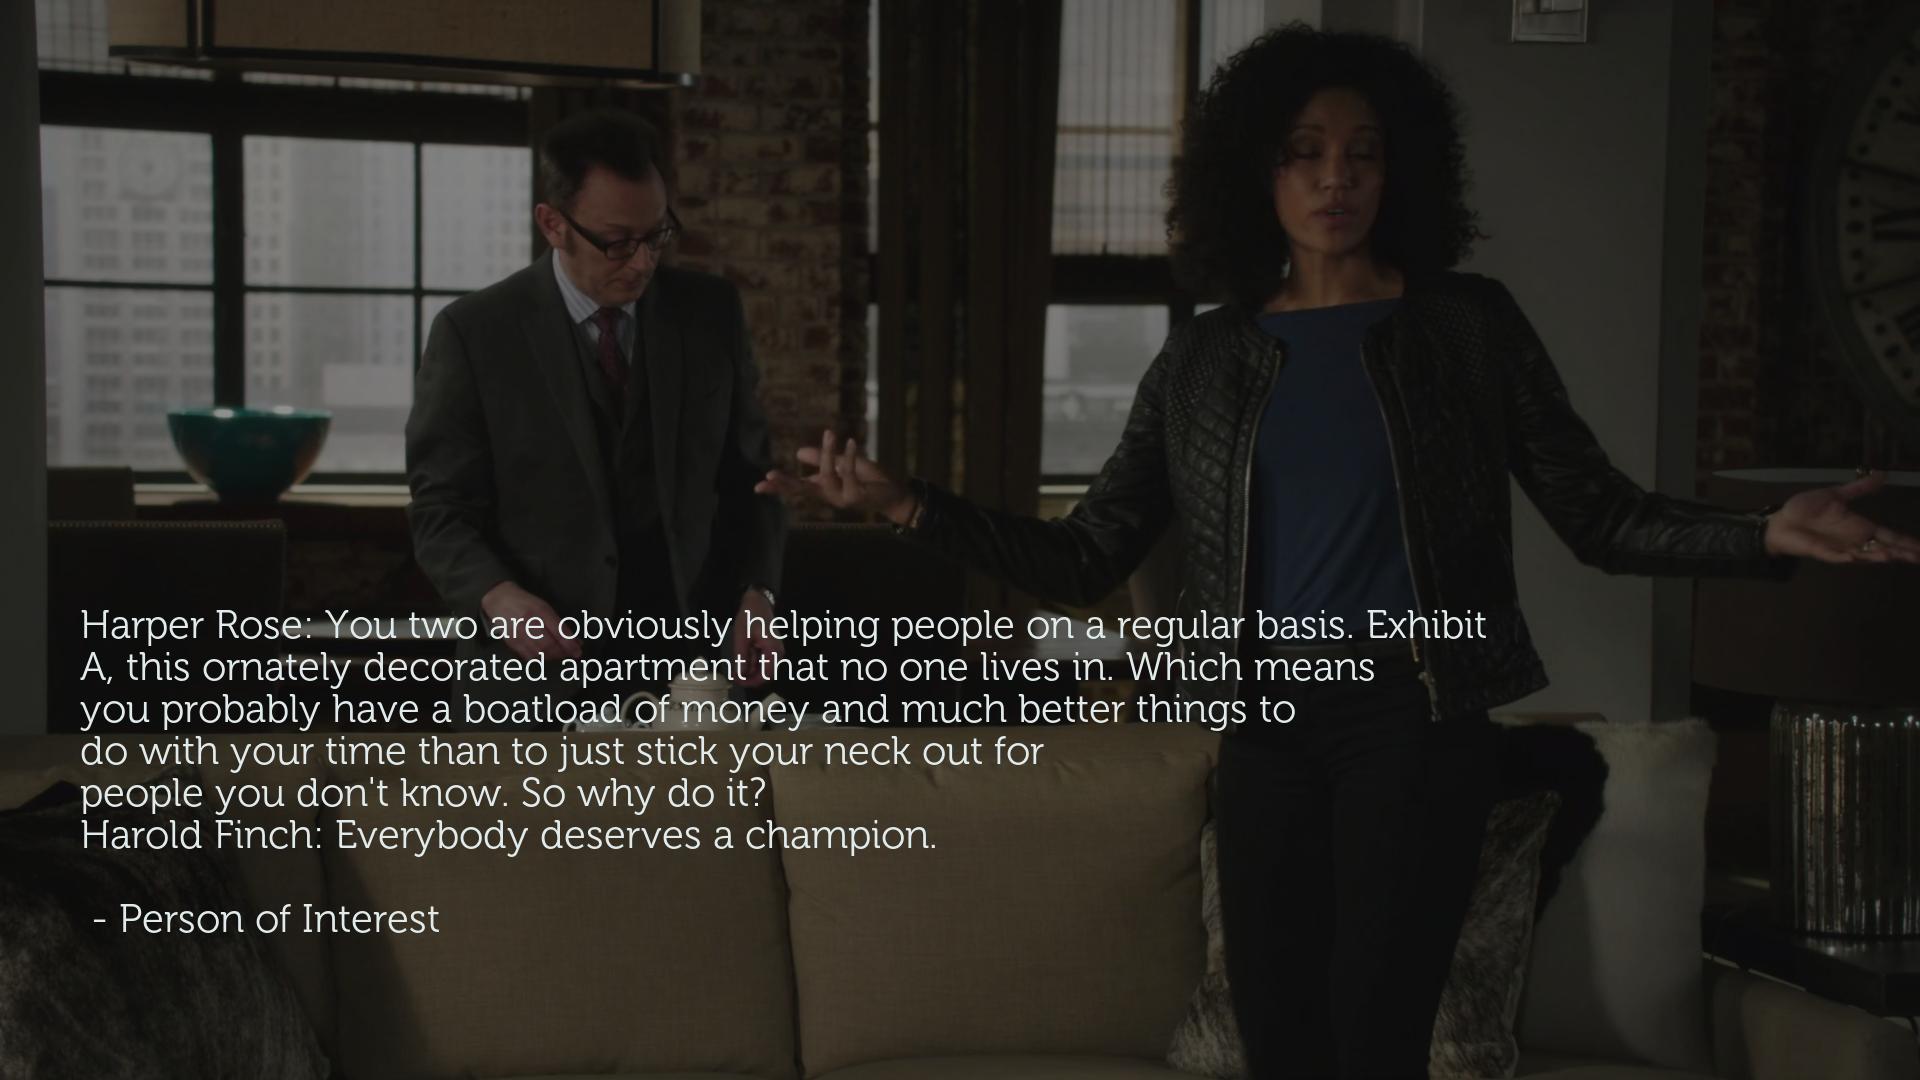 Harper Rose: You two are obviously helping people on a regular basis. Exhibit
A, this ornately decorated apartment that no one lives in. Which means
you probably have a boatload of money and much better things to
do with your time than to just stick your neck out for
people you don't know. So why do it?
Harold Finch: Everybody deserves a champion.
- Person of Interest